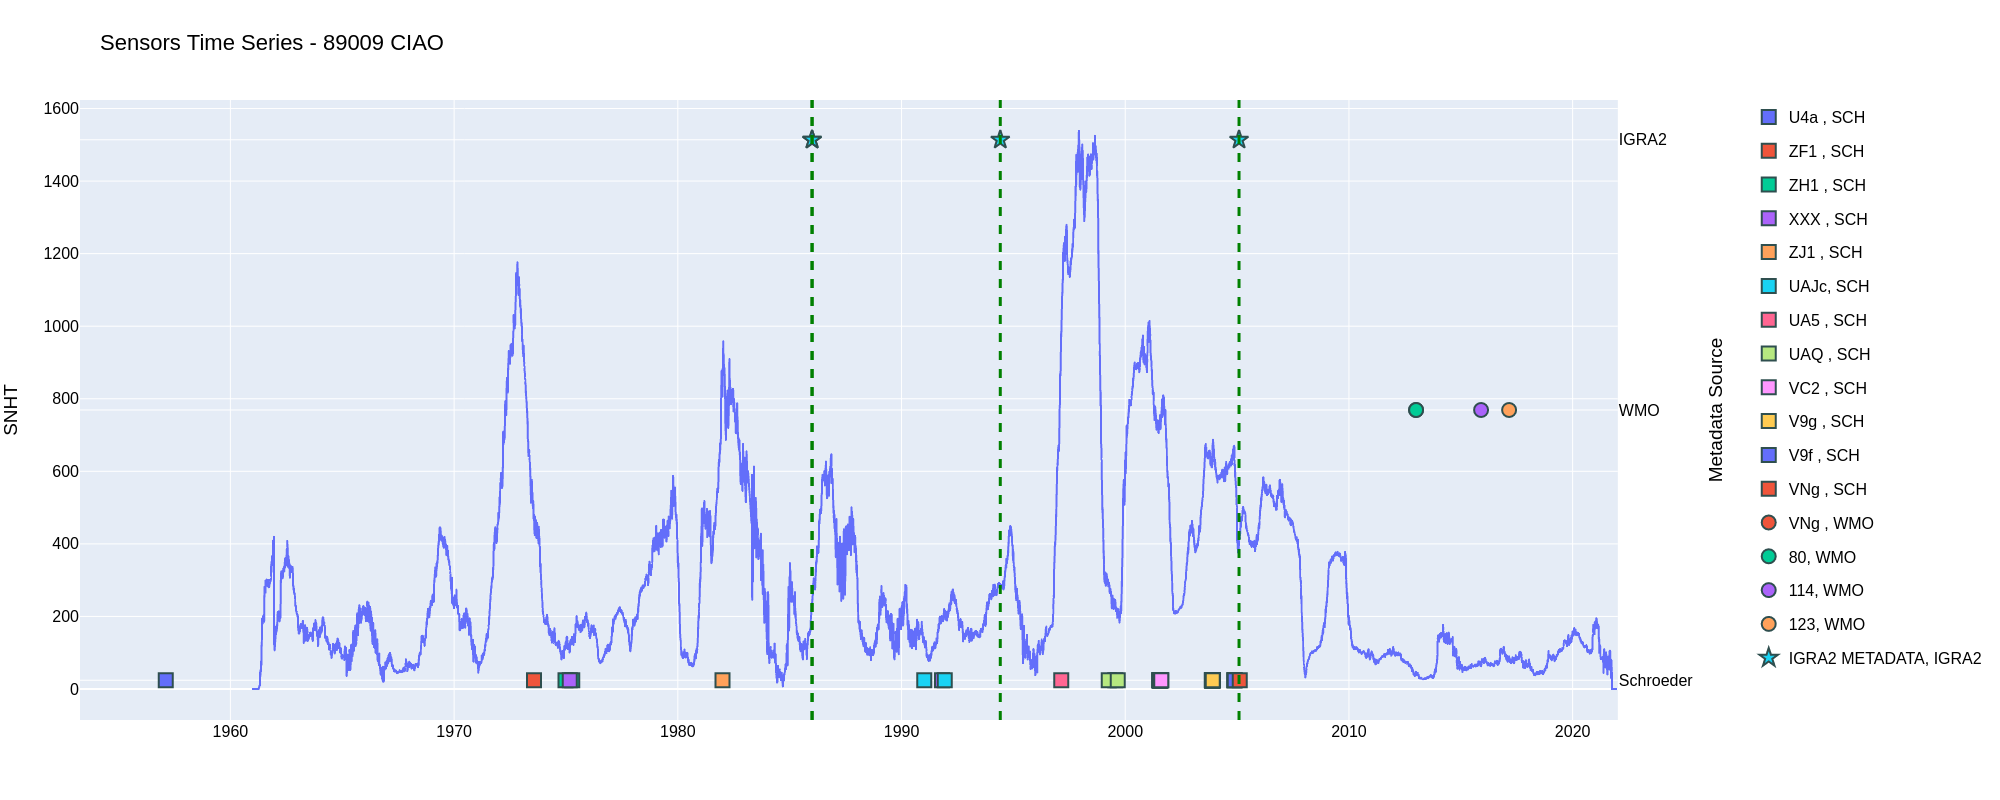 Sensors Time Series - 89009 CIAO
1600
1400
1200
1000
800
600
400
200
0
SNHT
1960
1970
1980
1990
2000
2010
2020
IGRA2
WMO
Schroeder
Metadata Source
U4a , SCH
ZF1 , SCH
ZH1 , SCH
XXX , SCH
ZJ1 , SCH
UAJc, SCH
UA5 , SCH
UAQ , SCH
VC2 , SCH
V9g , SCH
V9f , SCH
VNg , SCH
VNg , WMO
80, WMO
114, WMO
123, WMO
IGRA2 METADATA, IGRA2